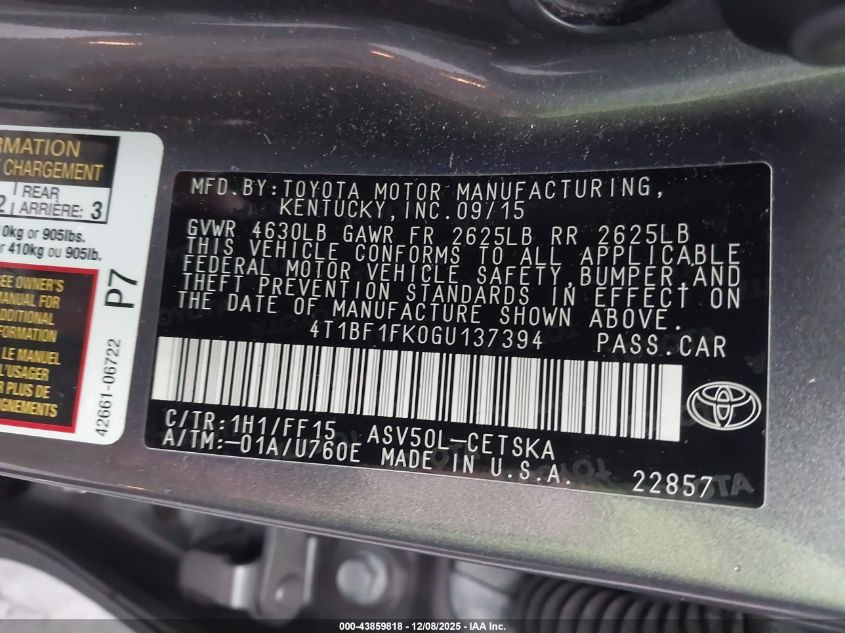 RMATION
CHARGEMENT
REAR
ARRIÈRE: 3
0kg or 905lbs.
r 410kg ou 905lb.
SEE OWNER'S
MANUAL FOR
ADDITIONAL
INFORMATION
LE MANUEL
L'USAGER
PLUS DE
GNEMENTS
P7
42661-06722
MFD.BY:TOYOTA MOTOR MANUFACTURING,
KENTUCKY,INC.09/15
GVWR 4630LB GAWR FR 2625LB RR 2625LB
THIS VEHICLE CONFORMS TO ALL APPLICABLE
FEDERAL MOTOR VEHICLE SAFETY,BUMPER,AND
THEFT PREVENTION STANDARDS IN EFFECT ON
THE DATE OF MANUFACTURE SHOWN ABOVE.
4T1BF1FK0GU137394 PASS.CAR
C/TR:1H1/FF15 ASV50L-CETSKA
A/TM:-01A/U760E MADE IN U.S.A.
22857
000-43859818 - 12/08/2025 - IAA Inc.